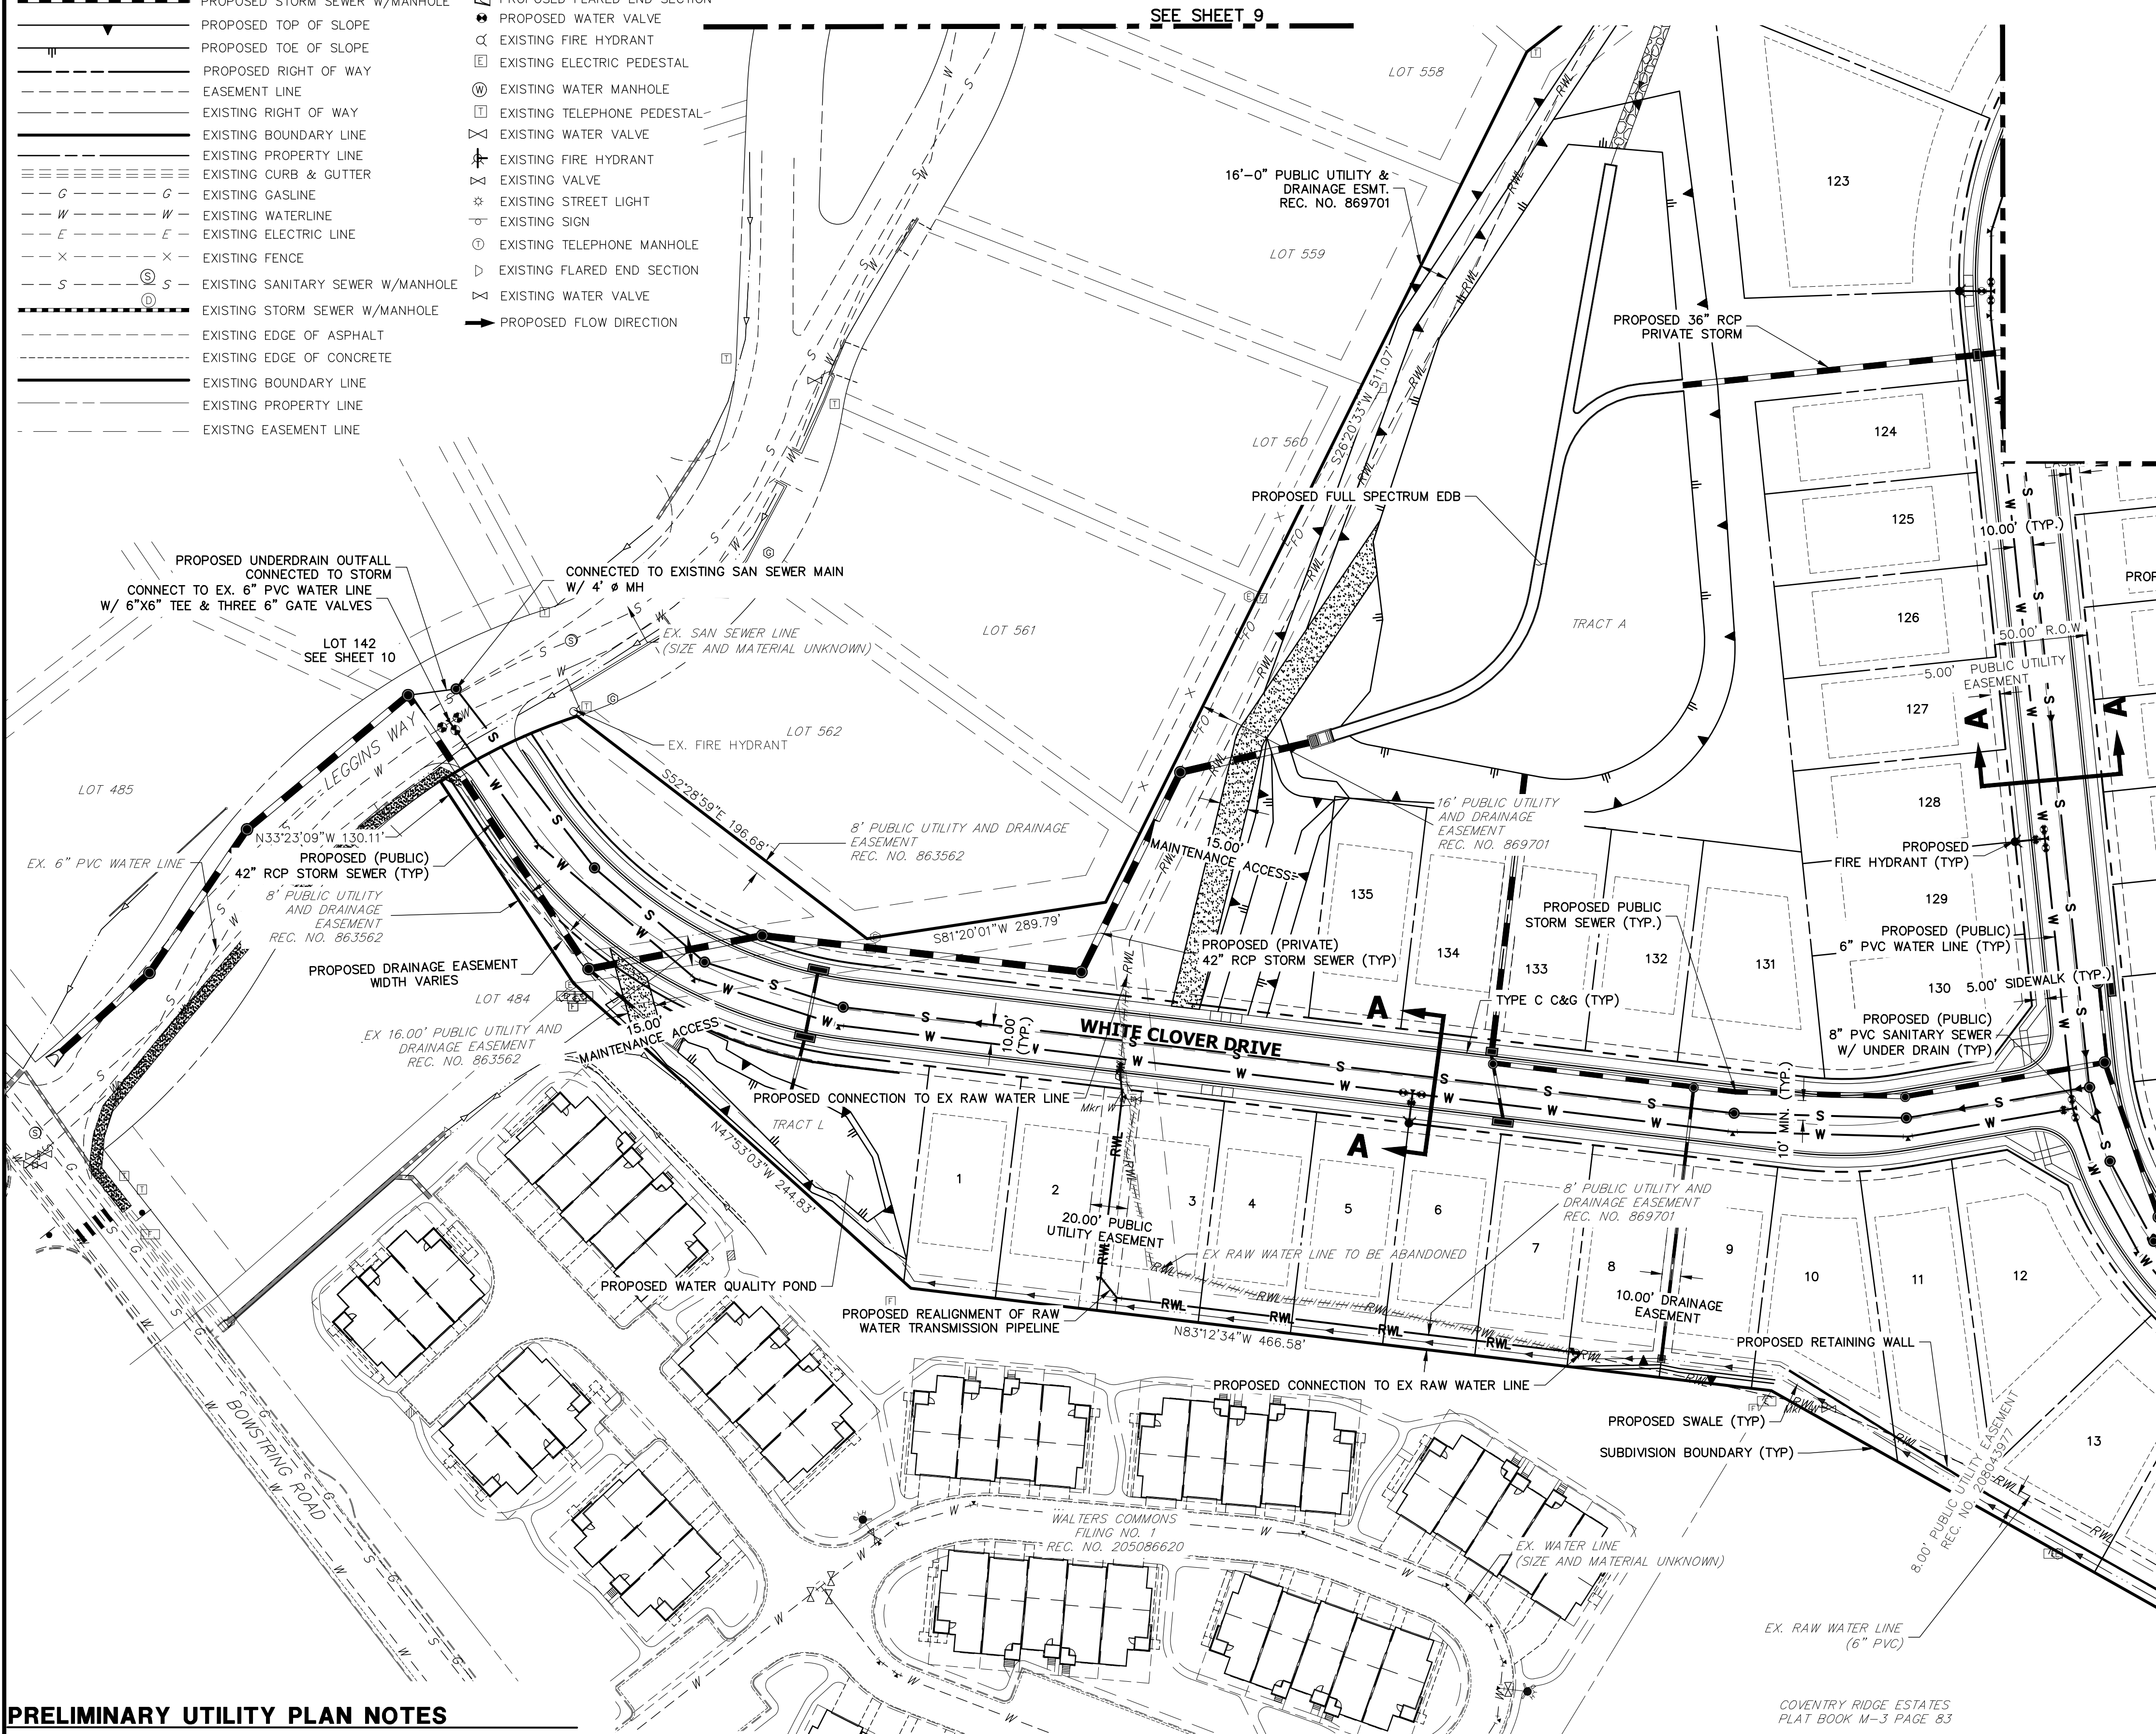 PROPOSED STORM SEWER W/MANHOLE
PROPOSED TOP OF SLOPE
PROPOSED TOE OF SLOPE
PROPOSED RIGHT OF WAY
EASEMENT LINE
EXISTING RIGHT OF WAY
EXISTING BOUNDARY LINE
EXISTING PROPERTY LINE
EXISTING CURB & GUTTER
G G EXISTING GASLINE
W W EXISTING WATERLINE
E E EXISTING ELECTRIC LINE
EXISTING FENCE
S S S EXISTING SANITARY SEWER W/MANHOLE
D EXISTING STORM SEWER W/MANHOLE
EXISTING EDGE OF ASPHALT
EXISTING EDGE OF CONCRETE
EXISTING BOUNDARY LINE
EXISTING PROPERTY LINE
EXISTNG EASEMENT LINE
PROPOSED FLARED END SECTION
PROPOSED WATER VALVE
EXISTING FIRE HYDRANT
E EXISTING ELECTRIC PEDESTAL
W EXISTING WATER MANHOLE
T EXISTING TELEPHONE PEDESTAL
EXISTING WATER VALVE
EXISTING FIRE HYDRANT
EXISTING VALVE
EXISTING STREET LIGHT
EXISTING SIGN
T EXISTING TELEPHONE MANHOLE
EXISTING FLARED END SECTION
EXISTING WATER VALVE
PROPOSED FLOW DIRECTION
SEE SHEET 9
LOT 558
16'-0" PUBLIC UTILITY &
DRAINAGE ESMT.
REC. NO. 869701
LOT 559
123
PROPOSED 36" RCP
PRIVATE STORM
S26°20'33"W 511.07'
LOT 560
124
PROPOSED FULL SPECTRUM EDB
125
10.00' (TYP.)
PROPOSED UNDERDRAIN OUTFALL
CONNECTED TO STORM
CONNECT TO EX. 6" PVC WATER LINE
W/ 6"X6" TEE & THREE 6" GATE VALVES
CONNECTED TO EXISTING SAN SEWER MAIN
W/ 4' ø MH
LOT 142
SEE SHEET 10
EX. SAN SEWER LINE
(SIZE AND MATERIAL UNKNOWN)
LOT 561
TRACT A
126
50.00' R.O.W
5.00' PUBLIC UTILITY
EASEMENT
127
A A
LEGGINS WAY
LOT 562
EX. FIRE HYDRANT
LOT 485
S52°28'59"E 196.68'
N33°23'09"W 130.11'
8' PUBLIC UTILITY AND DRAINAGE
EASEMENT
REC. NO. 863562
16' PUBLIC UTILITY
AND DRAINAGE
EASEMENT
REC. NO. 869701
128
EX. 6" PVC WATER LINE
PROPOSED (PUBLIC)
42" RCP STORM SEWER (TYP)
8' PUBLIC UTILITY
AND DRAINAGE
EASEMENT
REC. NO. 863562
15.00'
MAINTENANCE ACCESS
PROPOSED
FIRE HYDRANT (TYP)
135
134
133
132
131
129
130
S81°20'01"W 289.79'
PROPOSED PUBLIC
STORM SEWER (TYP.)
PROPOSED (PUBLIC)
6" PVC WATER LINE (TYP)
PROPOSED (PRIVATE)
42" RCP STORM SEWER (TYP)
PROPOSED DRAINAGE EASEMENT
WIDTH VARIES
LOT 484
5.00' SIDEWALK (TYP.)
TYPE C C&G (TYP)
PROPOSED (PUBLIC)
8" PVC SANITARY SEWER
W/ UNDER DRAIN (TYP)
EX 16.00' PUBLIC UTILITY AND
DRAINAGE EASEMENT
REC. NO. 863562
15.00'
MAINTENANCE ACCESS
10.00'
(TYP.)
WHITE CLOVER DRIVE
A
A
10' MIN. (TYP.)
PROPOSED CONNECTION TO EX RAW WATER LINE
Mkr W
TRACT L
N47°53'03"W 244.83'
1
2
3
4
5
6
7
8
9
10
11
12
13
20.00' PUBLIC
UTILITY EASEMENT
8' PUBLIC UTILITY AND
DRAINAGE EASEMENT
REC. NO. 869701
EX RAW WATER LINE TO BE ABANDONED
PROPOSED WATER QUALITY POND
10.00' DRAINAGE
EASEMENT
PROPOSED REALIGNMENT OF RAW
WATER TRANSMISSION PIPELINE
RWL RWL RWL RWL
N83°12'34"W 466.58'
PROPOSED RETAINING WALL
PROPOSED CONNECTION TO EX RAW WATER LINE
PROPOSED SWALE (TYP)
SUBDIVISION BOUNDARY (TYP)
8.00' PUBLIC UTILITY EASEMENT
REC. NO. 208043977
BOWSTRING ROAD
WALTERS COMMONS
FILING NO. 1
REC. NO. 205086620
EX. WATER LINE
(SIZE AND MATERIAL UNKNOWN)
EX. RAW WATER LINE
(6" PVC)
COVENTRY RIDGE ESTATES
PLAT BOOK M-3 PAGE 83
PRELIMINARY UTILITY PLAN NOTES